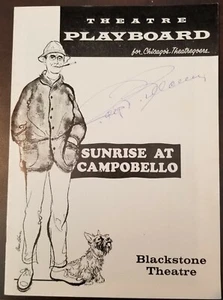 THEATRE
PLAYBOARD
for Chicago's Theatregoers
SUNRISE AT
CAMPOBELLO
Blackstone
Theatre